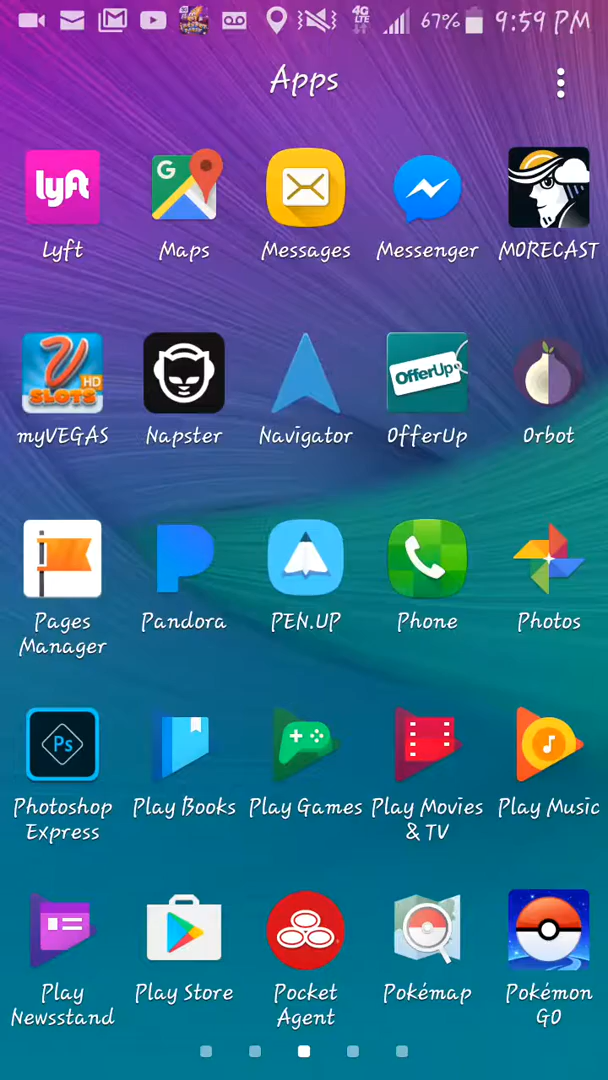 4G LTE 67% 9:59 PM
Apps
lyft G
Lyft Maps Messages Messenger MORECAST
V SLOTS HD OfferUp
myVEGAS Napster Navigator OfferUp Orbot
Pages Manager Pandora PEN.UP Phone Photos
Ps
Photoshop Express Play Books Play Games Play Movies & TV Play Music
Play Newsstand Play Store Pocket Agent Pokémap Pokémon GO